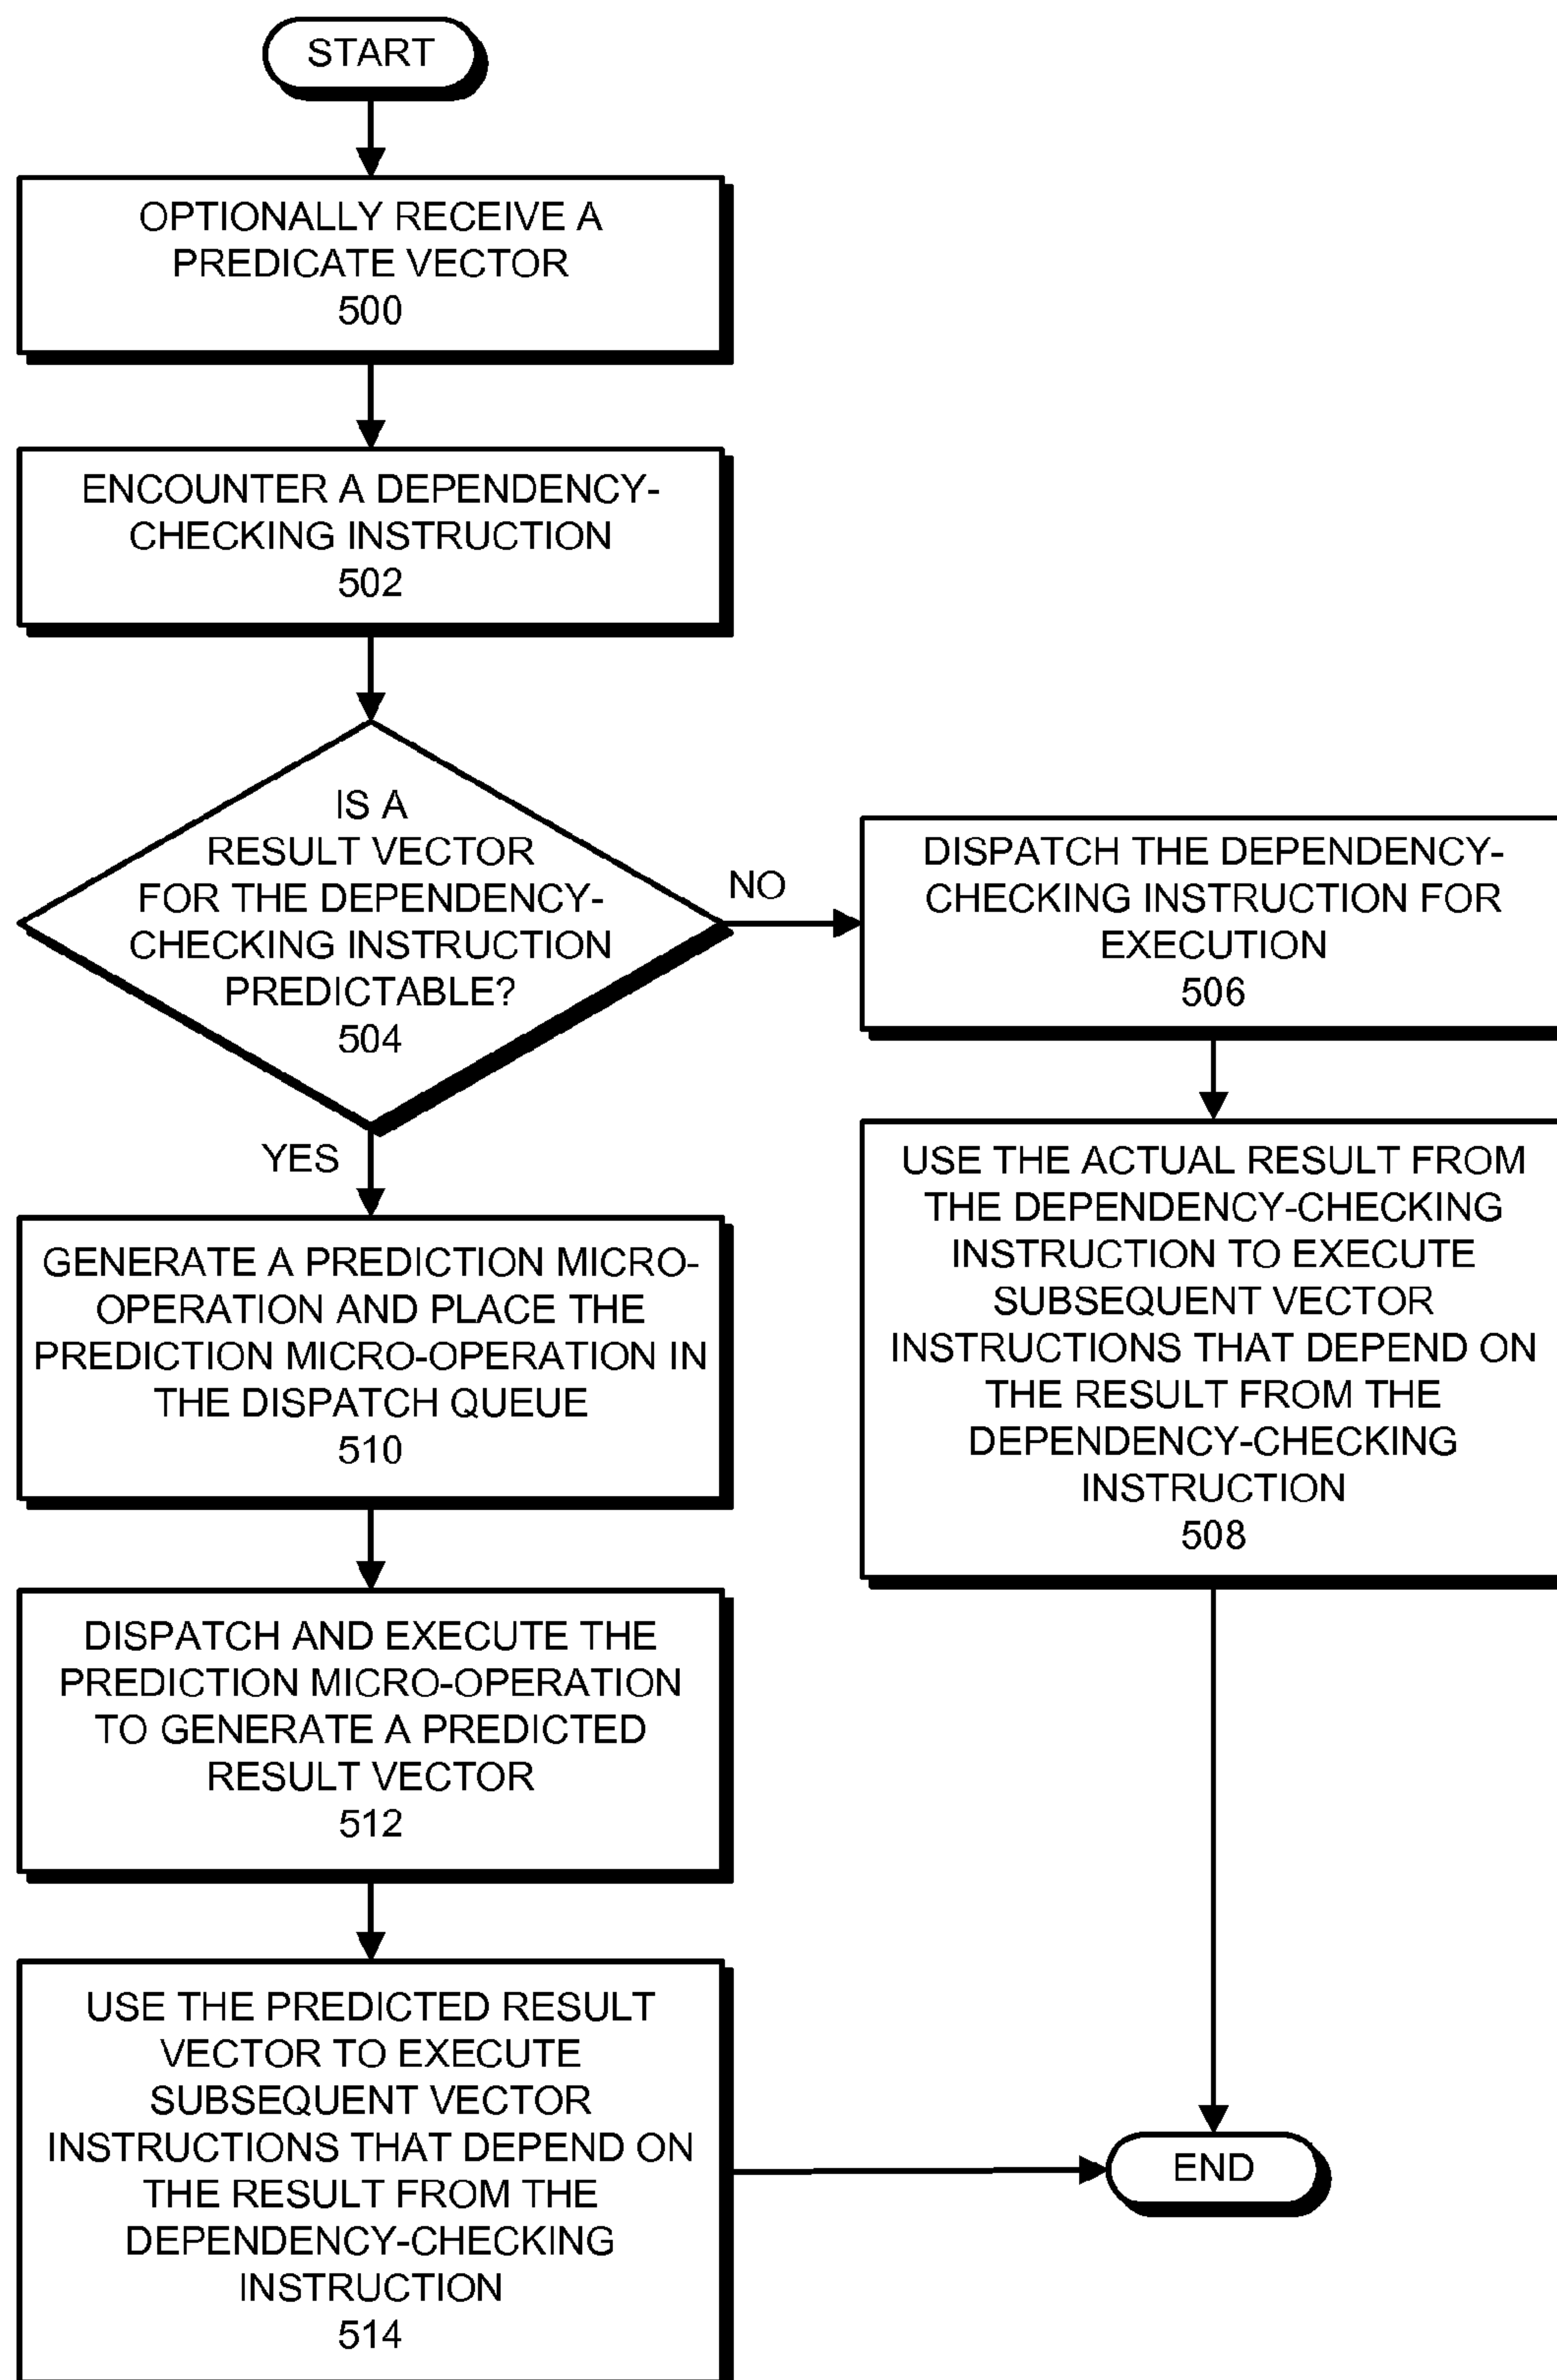 START
OPTIONALLY RECEIVE A
PREDICATE VECTOR
500
ENCOUNTER A DEPENDENCY-
CHECKING INSTRUCTION
502
IS A
RESULT VECTOR
FOR THE DEPENDENCY-
CHECKING INSTRUCTION
PREDICTABLE?
504
NO
DISPATCH THE DEPENDENCY-
CHECKING INSTRUCTION FOR
EXECUTION
506
USE THE ACTUAL RESULT FROM
THE DEPENDENCY-CHECKING
INSTRUCTION TO EXECUTE
SUBSEQUENT VECTOR
INSTRUCTIONS THAT DEPEND ON
THE RESULT FROM THE
DEPENDENCY-CHECKING
INSTRUCTION
508
YES
GENERATE A PREDICTION MICRO-
OPERATION AND PLACE THE
PREDICTION MICRO-OPERATION IN
THE DISPATCH QUEUE
510
DISPATCH AND EXECUTE THE
PREDICTION MICRO-OPERATION
TO GENERATE A PREDICTED
RESULT VECTOR
512
USE THE PREDICTED RESULT
VECTOR TO EXECUTE
SUBSEQUENT VECTOR
INSTRUCTIONS THAT DEPEND ON
THE RESULT FROM THE
DEPENDENCY-CHECKING
INSTRUCTION
514
END